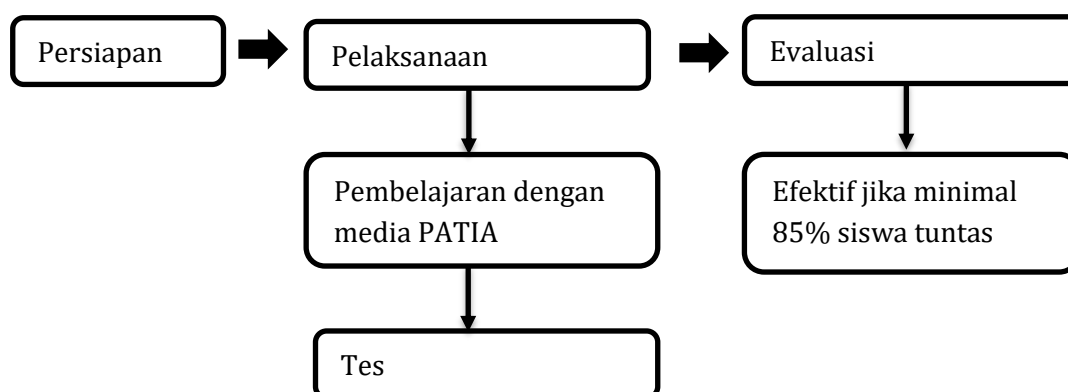 Persiapan
Pelaksanaan
Evaluasi
Pembelajaran dengan
media PATIA
Efektif jika minimal
85% siswa tuntas
Tes